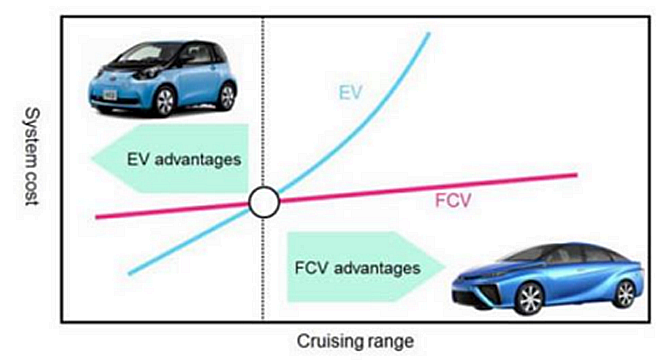 EV
EV advantages
System cost
FCV
FCV advantages
Cruising range